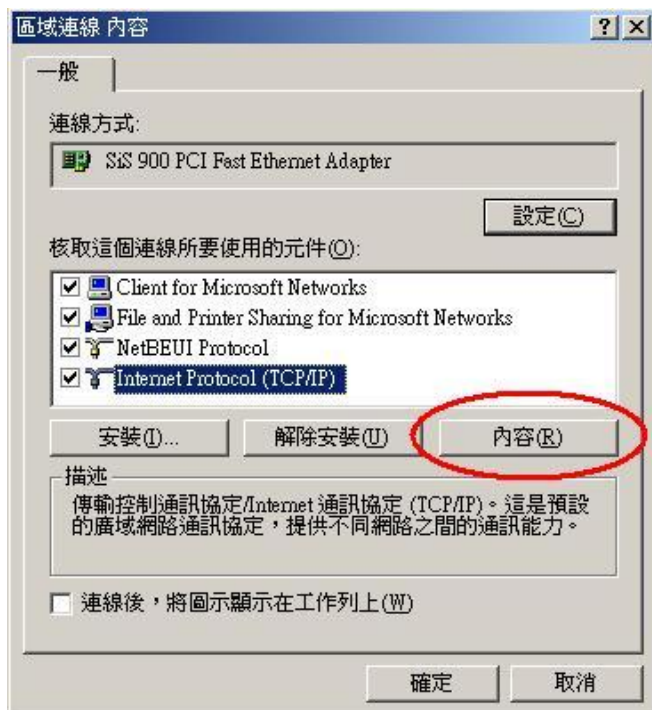 區域連線 內容
一般
連線方式:
SiS 900 PCI Fast Ethernet Adapter
設定(C)
核取這個連線所要使用的元件(O):
Client for Microsoft Networks
File and Printer Sharing for Microsoft Networks
NetBEUI Protocol
Internet Protocol (TCP/IP)
安裝(I)... 解除安裝(U) 內容(R)
描述
傳輸控制通訊協定/Internet 通訊協定 (TCP/IP)。這是預設
的廣域網路通訊協定，提供不同網路之間的通訊能力。
連線後，將圖示顯示在工作列上(W)
確定 取消